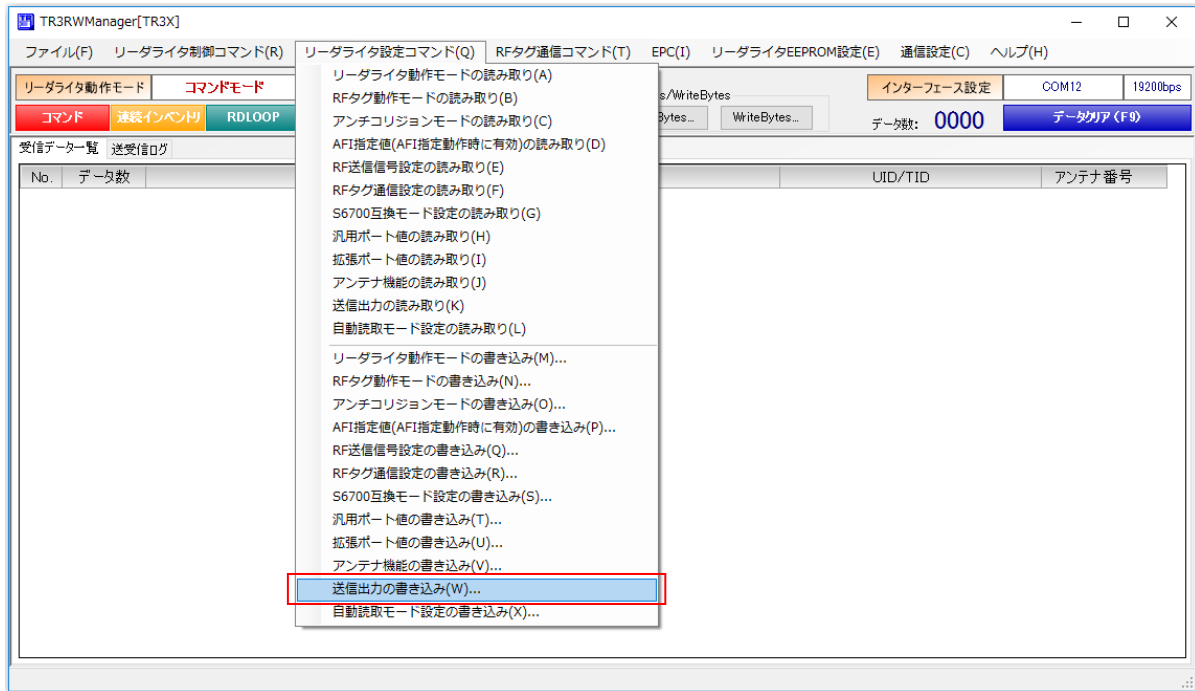 TR3RWManager[TR3X]
ファイル(F) リーダライタ制御コマンド(R) リーダライタ設定コマンド(Q) RFタグ通信コマンド(T) EPC(I) リーダライタEEPROM設定(E) 通信設定(C) ヘルプ(H)
リーダライタ動作モード コマンドモード
s/WriteBytes
インターフェース設定 COM12 19200bps
コマンド 連続インベントリ RDLOOP
Bytes... WriteBytes...
データ数: 0000 データクリア(F9)
受信データ一覧 送受信ログ
No. データ数 UID/TID アンテナ番号
リーダライタ動作モードの読み取り(A)
RFタグ動作モードの読み取り(B)
アンチコリジョンモードの読み取り(C)
AFI指定値(AFI指定動作時に有効)の読み取り(D)
RF送信信号設定の読み取り(E)
RFタグ通信設定の読み取り(F)
S6700互換モード設定の読み取り(G)
汎用ポート値の読み取り(H)
拡張ポート値の読み取り(I)
アンテナ機能の読み取り(J)
送信出力の読み取り(K)
自動読取モード設定の読み取り(L)
リーダライタ動作モードの書き込み(M)...
RFタグ動作モードの書き込み(N)...
アンチコリジョンモードの書き込み(O)...
AFI指定値(AFI指定動作時に有効)の書き込み(P)...
RF送信信号設定の書き込み(Q)...
RFタグ通信設定の書き込み(R)...
S6700互換モード設定の書き込み(S)...
汎用ポート値の書き込み(T)...
拡張ポート値の書き込み(U)...
アンテナ機能の書き込み(V)...
送信出力の書き込み(W)...
自動読取モード設定の書き込み(X)...